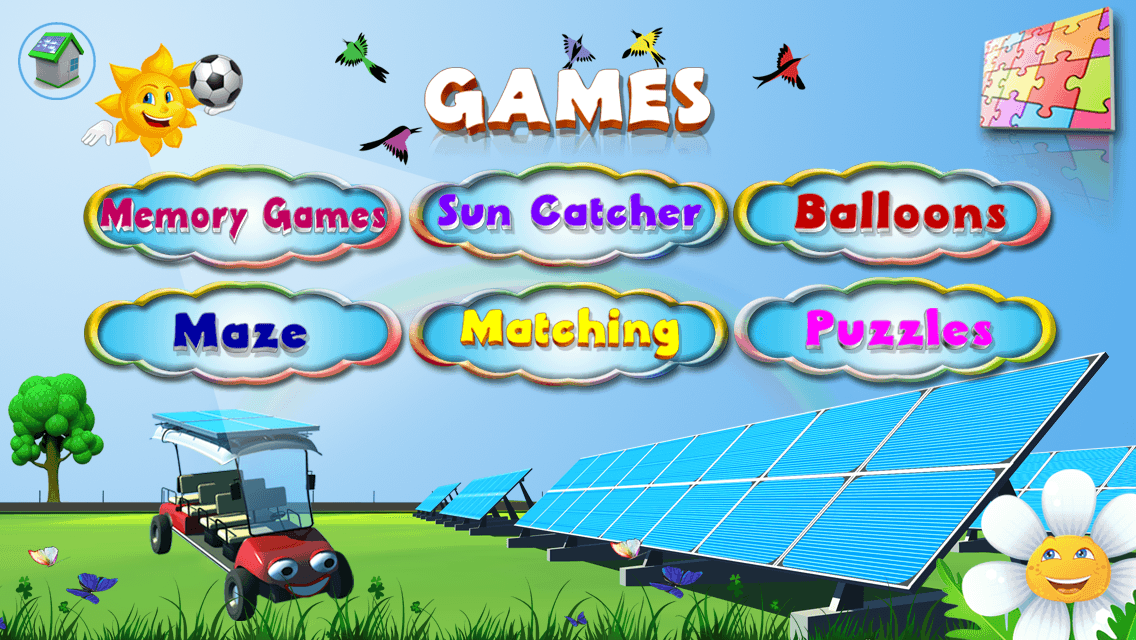 GAMES
Memory Games
Sun Catcher
Balloons
Maze
Matching
Puzzles